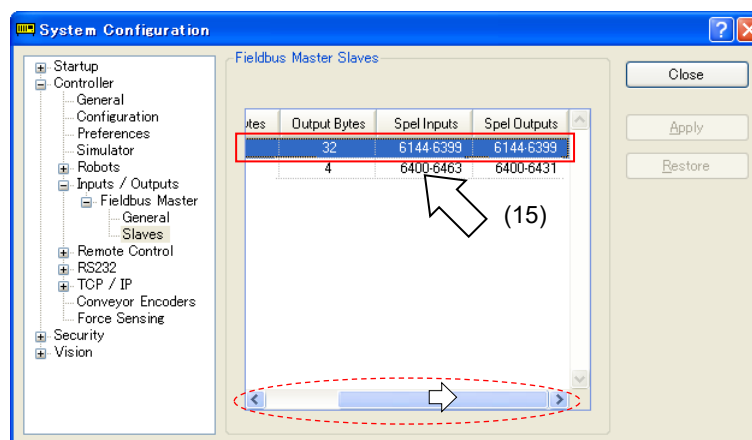 System Configuration
Startup
Controller
General
Configuration
Preferences
Simulator
Robots
Inputs / Outputs
Fieldbus Master
General
Slaves
Remote Control
RS232
TCP / IP
Conveyor Encoders
Force Sensing
Security
Vision
Fieldbus Master Slaves
Output Bytes Spel Inputs Spel Outputs
32 6144-6399 6144-6399
4 6400-6463 6400-6431
(15)
Close
Apply
Restore